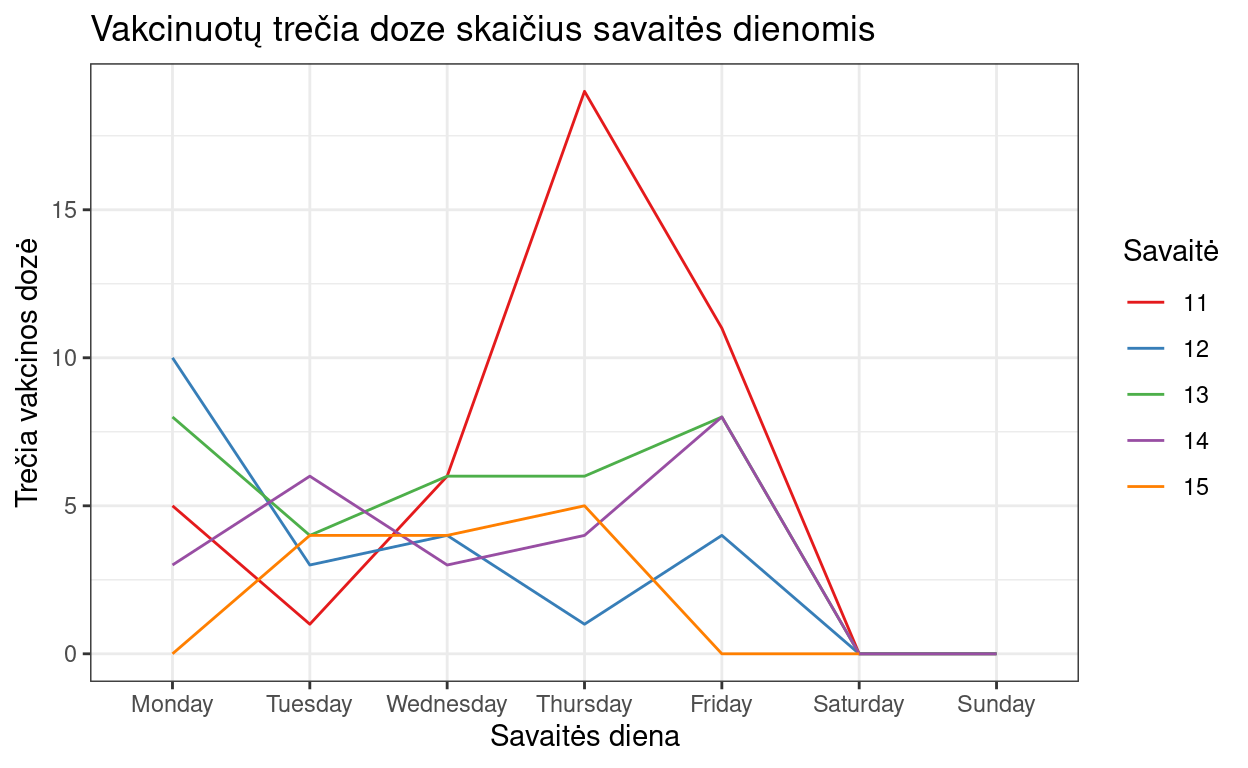 Vakcinuotų trečia doze skaičius savaitės dienomis
Trečia vakcinos dozė
15
10
5
0
Monday Tuesday Wednesday Thursday Friday Saturday Sunday
Savaitės diena
Savaitė
11
12
13
14
15